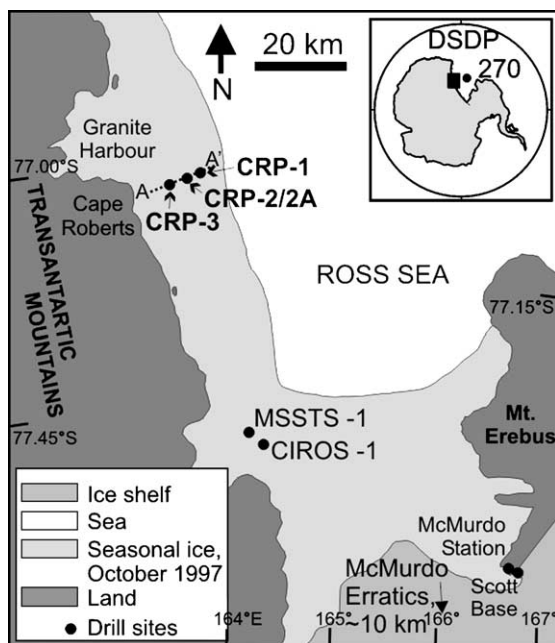 20 km
N
DSDP
270
Granite
Harbour
77.00°S
A
A'
CRP-1
CRP-2/2A
CRP-3
Cape
Roberts
TRANSANTARTIC
MOUNTAINS
ROSS SEA
77.15°S
77.45°S
MSSTS -1
CIROS -1
Mt.
Erebus
Ice shelf
Sea
Seasonal ice,
October 1997
Land
Drill sites
McMurdo
Station
Scott
Base
McMurdo
Erratics,
~10 km
164°E
165°
166°
167°